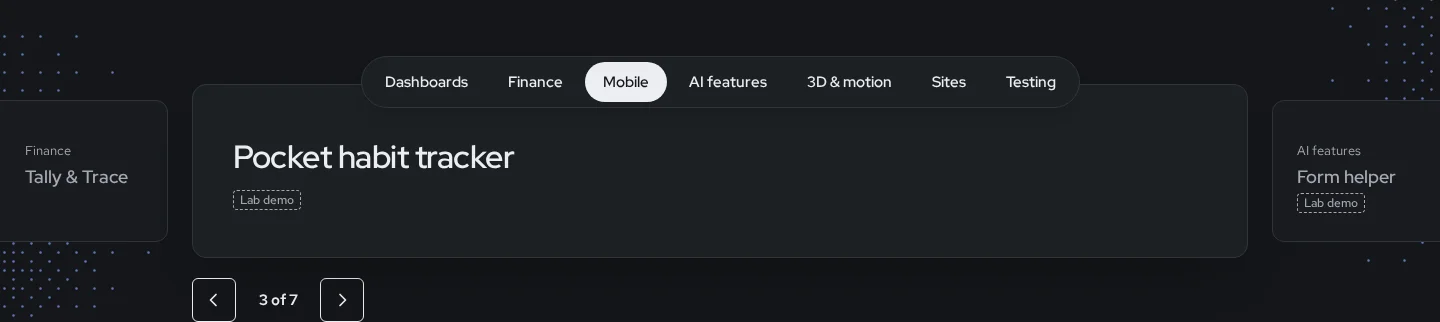 Dashboards Finance Mobile AI features 3D & motion Sites Testing
Finance
Tally & Trace
Pocket habit tracker
Lab demo
AI features
Form helper
Lab demo
3 of 7